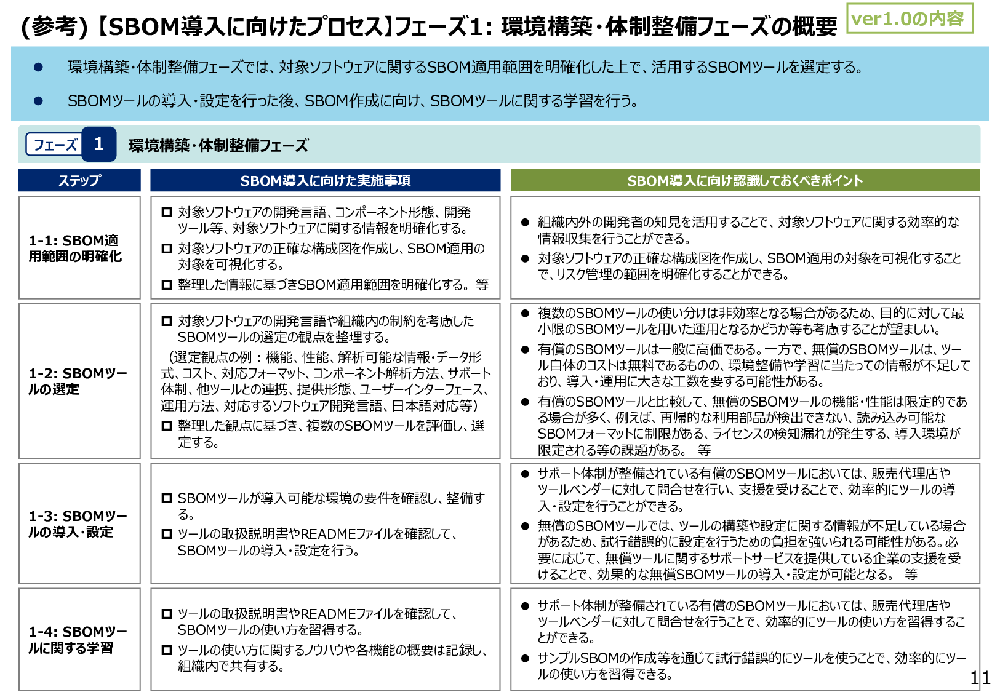 (参考)【SBOM導入に向けたプロセス】フェーズ1: 環境構築・体制整備フェーズの概要
ver1.0の内容
● 環境構築・体制整備フェーズでは、対象ソフトウェアに関するSBOM適用範囲を明確化した上で、活用するSBOMツールを選定する。
● SBOMツールの導入・設定を行った後、SBOM作成に向け、SBOMツールに関する学習を行う。
フェーズ 1 環境構築・体制整備フェーズ
ステップ
SBOM導入に向けた実施事項
SBOM導入に向け認識しておくべきポイント
1-1: SBOM適
用範囲の明確化
□ 対象ソフトウェアの開発言語、コンポーネント形態、開発
ツール等、対象ソフトウェアに関する情報を明確化する。
□ 対象ソフトウェアの正確な構成図を作成し、SBOM適用の
対象を可視化する。
□ 整理した情報に基づきSBOM適用範囲を明確化する。等
● 組織内外の開発者の知見を活用することで、対象ソフトウェアに関する効率的な
情報収集を行うことができる。
● 対象ソフトウェアの正確な構成図を作成し、SBOM適用の対象を可視化すること
で、リスク管理の範囲を明確化することができる。
1-2: SBOMツー
ルの選定
□ 対象ソフトウェアの開発言語や組織内の制約を考慮した
SBOMツールの選定の観点を整理する。
（選定観点の例：機能、性能、解析可能な情報・データ形
式、コスト、対応フォーマット、コンポーネント解析方法、サポート
体制、他ツールとの連携、提供形態、ユーザーインターフェース、
運用方法、対応するソフトウェア開発言語、日本語対応等）
□ 整理した観点に基づき、複数のSBOMツールを評価し、選
定する。
● 複数のSBOMツールの使い分けは非効率となる場合があるため、目的に対して最
小限のSBOMツールを用いた運用となるかどうか等も考慮することが望ましい。
● 有償のSBOMツールは一般に高価である。一方で、無償のSBOMツールは、ツー
ル自体のコストは無料であるものの、環境整備や学習に当たっての情報が不足して
おり、導入・運用に大きな工数を要する可能性がある。
● 有償のSBOMツールと比較して、無償のSBOMツールの機能・性能は限定的であ
る場合が多く、例えば、再帰的な利用部品が検出できない、読み込み可能な
SBOMフォーマットに制限がある、ライセンスの検知漏れが発生する、導入環境が
限定される等の課題がある。 等
1-3: SBOMツー
ルの導入・設定
□ SBOMツールが導入可能な環境の要件を確認し、整備す
る。
□ ツールの取扱説明書やREADMEファイルを確認して、
SBOMツールの導入・設定を行う。
● サポート体制が整備されている有償のSBOMツールにおいては、販売代理店や
ツールベンダーに対して問合せを行い、支援を受けることで、効率的にツールの導
入・設定を行うことができる。
● 無償のSBOMツールでは、ツールの構築や設定に関する情報が不足している場合
があるため、試行錯誤的に設定を行うための負担を強いられる可能性がある。必
要に応じて、無償ツールに関するサポートサービスを提供している企業の支援を受
けることで、効果的な無償SBOMツールの導入・設定が可能となる。 等
1-4: SBOMツー
ルに関する学習
□ ツールの取扱説明書やREADMEファイルを確認して、
SBOMツールの使い方を習得する。
□ ツールの使い方に関するノウハウや各機能の概要は記録し、
組織内で共有する。
● サポート体制が整備されている有償のSBOMツールにおいては、販売代理店や
ツールベンダーに対して問合せを行うことで、効率的にツールの使い方を習得するこ
とができる。
● サンプルSBOMの作成等を通じて試行錯誤的にツールを使うことで、効率的にツー
ルの使い方を習得できる。
11